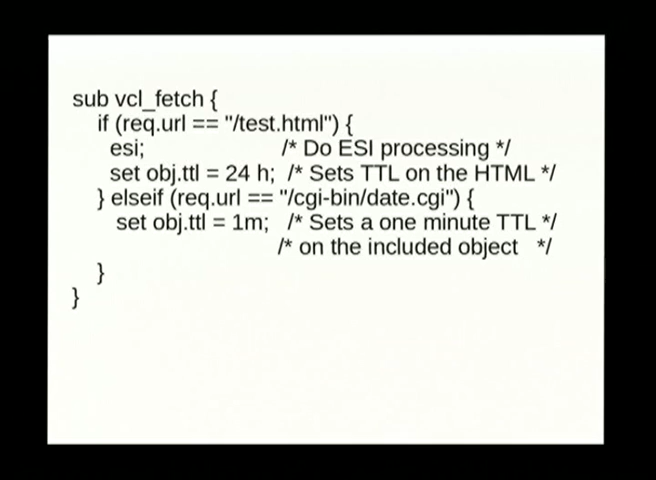 sub vcl_fetch {
if (req.url == "/test.html") {
esi; /* Do ESI processing */
set obj.ttl = 24 h; /* Sets TTL on the HTML */
} elseif (req.url == "/cgi-bin/date.cgi") {
set obj.ttl = 1m; /* Sets a one minute TTL */
/* on the included object */
}
}